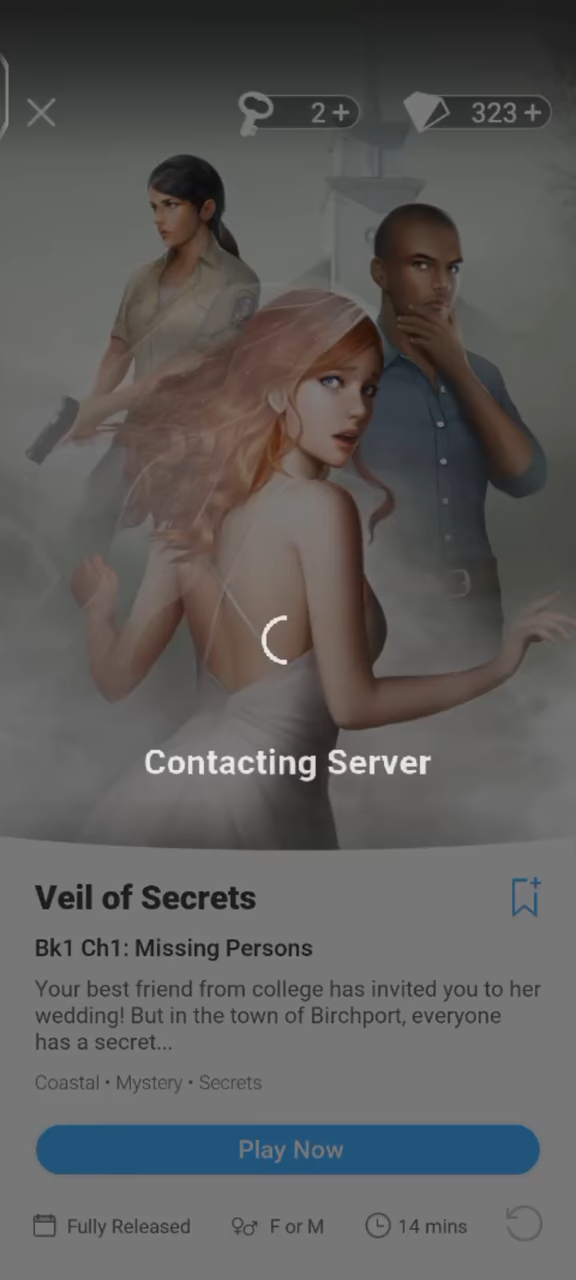 2+
323+
Contacting Server
Veil of Secrets
Bk1 Ch1: Missing Persons
Your best friend from college has invited you to her
wedding! But in the town of Birchport, everyone
has a secret...
Coastal • Mystery • Secrets
Play Now
Fully Released
F or M
14 mins